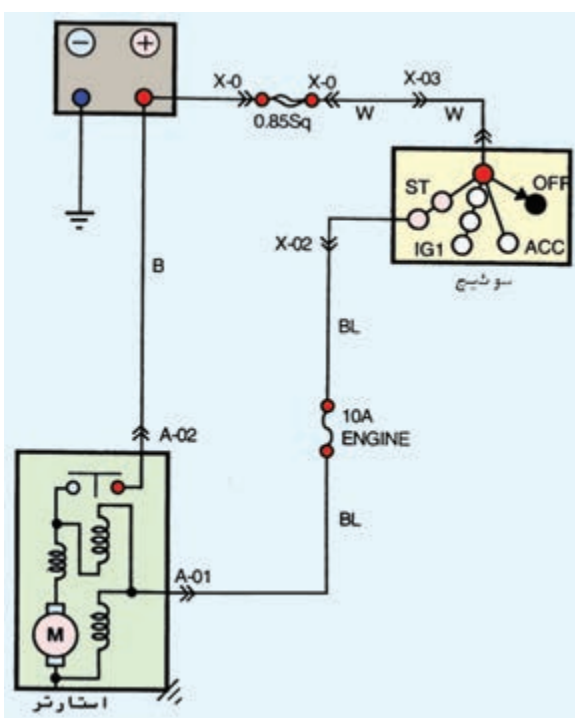 − +
X-0 X-0 X-03
0.85Sq W W
ST OFF
IG1 ACC
سوئیچ
X-02
B
BL
10A
ENGINE
A-02
BL
A-01
M
استارتر